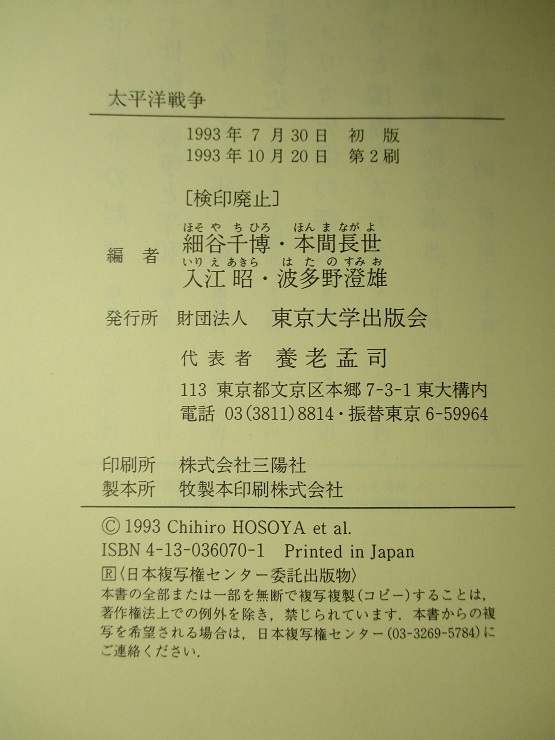 太平洋戦争
1993年7月30日 初版
1993年10月20日 第2刷
[検印廃止]
ほそ や ち ひろ ほん ま なが よ
編者 細谷千博・本間長世
いり え あきら は た の すみ お
入江 昭・波多野澄雄
発行所 財団法人 東京大学出版会
代表者 養老孟司
113 東京都文京区本郷7-3-1東大構内
電話 03(3811)8814・振替東京6-59964
印刷所 株式会社三陽社
製本所 牧製本印刷株式会社
© 1993 Chihiro HOSOYA et al.
ISBN 4-13-036070-1 Printed in Japan
🅁〈日本複写権センター委託出版物〉
本書の全部または一部を無断で複写複製(コピー)することは,
著作権法上での例外を除き,禁じられています.本書からの複
写を希望される場合は,日本複写権センター(03-3269-5784)に
ご連絡ください.